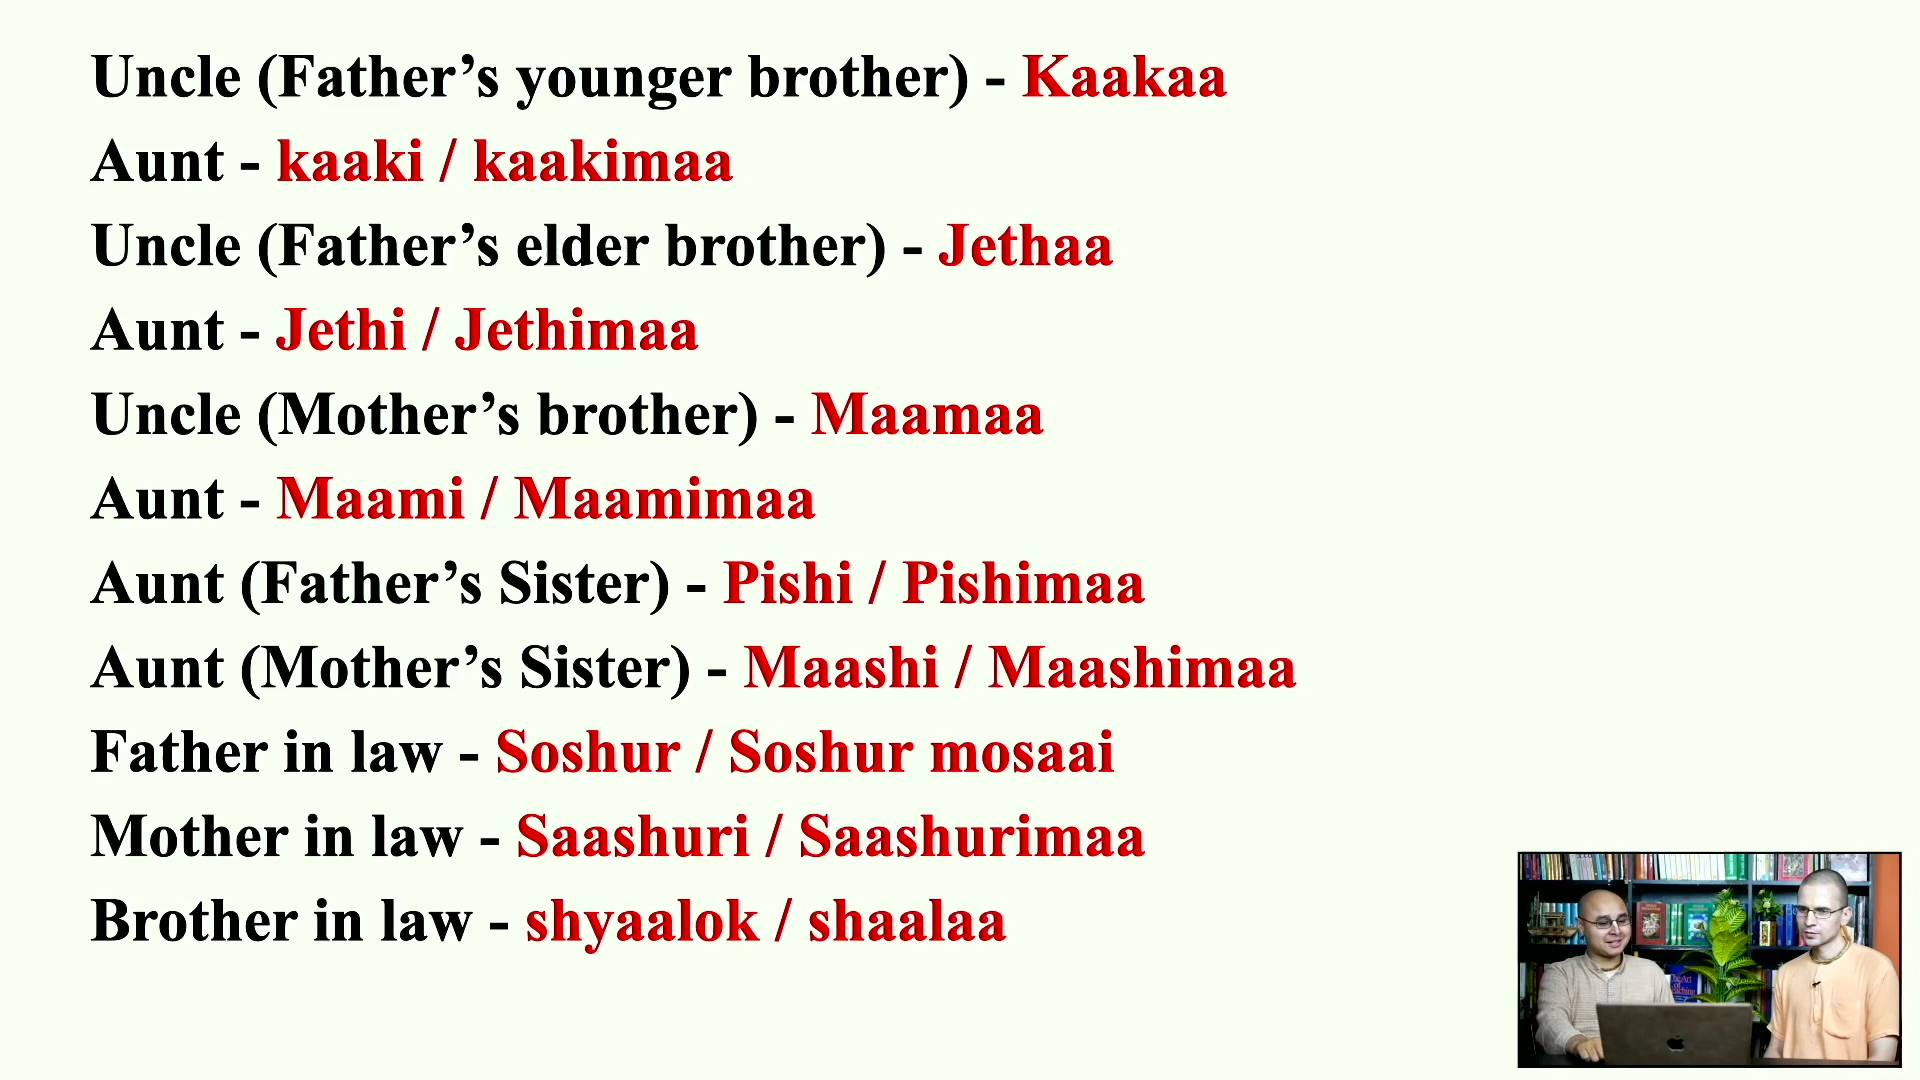 Uncle (Father’s younger brother) - Kaakaa
Aunt - kaaki / kaakimaa
Uncle (Father’s elder brother) - Jethaa
Aunt - Jethi / Jethimaa
Uncle (Mother’s brother) - Maamaa
Aunt - Maami / Maamimaa
Aunt (Father’s Sister) - Pishi / Pishimaa
Aunt (Mother’s Sister) - Maashi / Maashimaa
Father in law - Soshur / Soshur mosaai
Mother in law - Saashuri / Saashurimaa
Brother in law - shyaalok / shaalaa